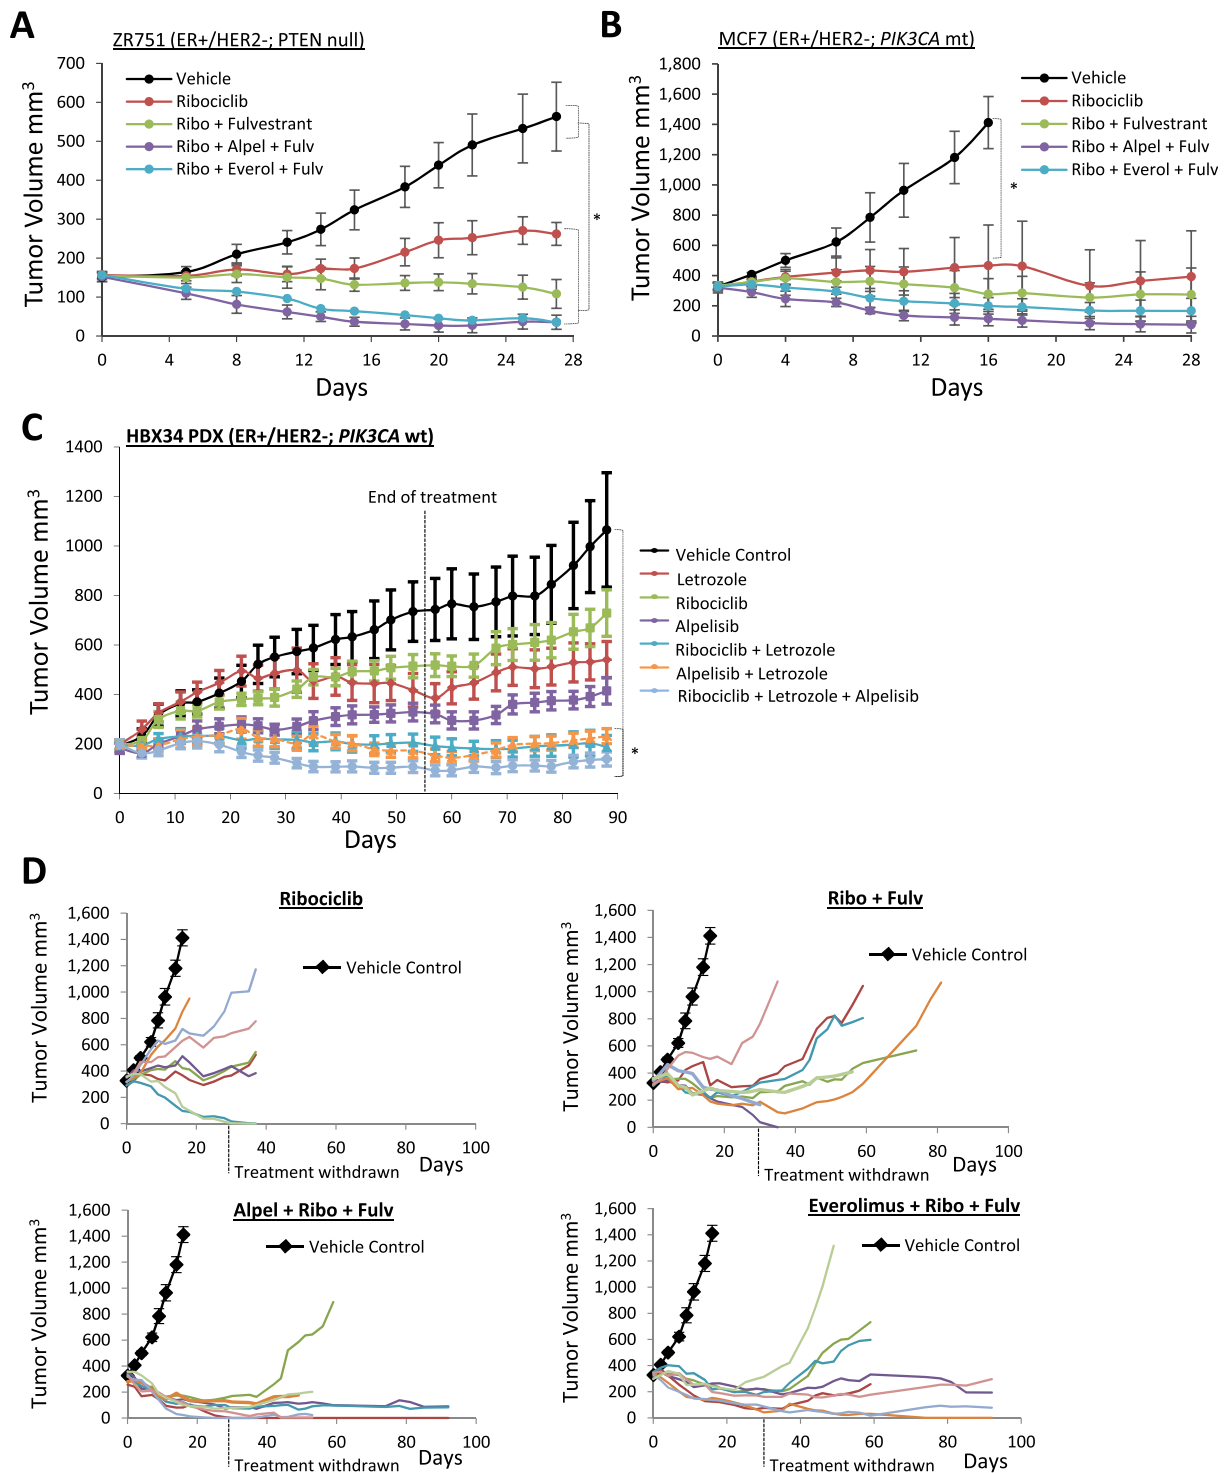 A
ZR751 (ER+/HER2-; PTEN null)
Tumor Volume mm3
700
600
500
400
300
200
100
0
Vehicle
Ribociclib
Ribo + Fulvestrant
Ribo + Alpel + Fulv
Ribo + Everol + Fulv
*
0 4 8 12 16 20 24 28
Days
B
MCF7 (ER+/HER2-; PIK3CA mt)
Tumor Volume mm3
1,800
1,600
1,400
1,200
1,000
800
600
400
200
0
Vehicle
Ribociclib
Ribo + Fulvestrant
Ribo + Alpel + Fulv
Ribo + Everol + Fulv
*
0 4 8 12 16 20 24 28
Days
C
HBX34 PDX (ER+/HER2-; PIK3CA wt)
Tumor Volume mm3
1400
1200
1000
800
600
400
200
0
End of treatment
Vehicle Control
Letrozole
Ribociclib
Alpelisib
Ribociclib + Letrozole
Alpelisib + Letrozole
Ribociclib + Letrozole + Alpelisib
*
0 10 20 30 40 50 60 70 80 90
Days
D
Ribociclib
Tumor Volume mm3
1,600
1,400
1,200
1,000
800
600
400
200
0
Vehicle Control
0 20 40 60 80 100
Treatment withdrawn
Days
Ribo + Fulv
Tumor Volume mm3
1,600
1,400
1,200
1,000
800
600
400
200
0
Vehicle Control
0 20 40 60 80 100
Treatment withdrawn
Days
Alpel + Ribo + Fulv
Tumor Volume mm3
1,600
1,400
1,200
1,000
800
600
400
200
0
Vehicle Control
0 20 40 60 80 100
Treatment withdrawn
Days
Everolimus + Ribo + Fulv
Tumor Volume mm3
1,600
1,400
1,200
1,000
800
600
400
200
0
Vehicle Control
0 20 40 60 80 100
Treatment withdrawn
Days